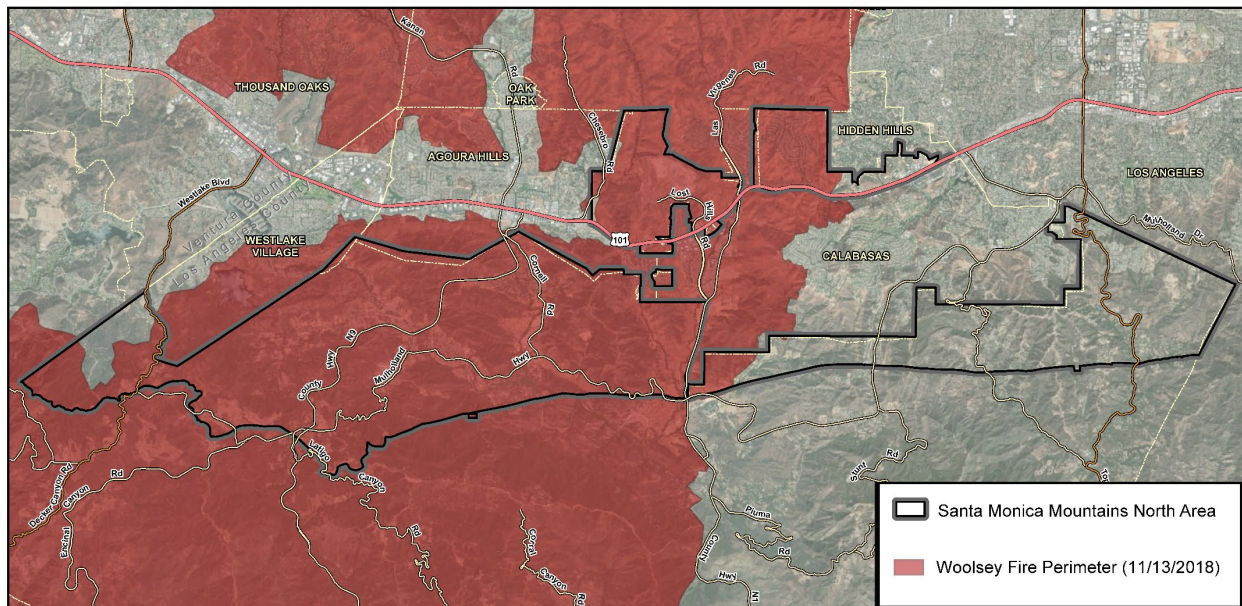 Kanan
Rd
THOUSAND OAKS
OAK
PARK
Chesebro
Rd
Las
Virgenes
Rd
AGOURA HILLS
HIDDEN HILLS
LOS ANGELES
Westlake Blvd
Ventura County
Los Angeles County
WESTLAKE
VILLAGE
Lost
Hills
Rd
101
Mulholland
Dr
CALABASAS
Cornell
Rd
County
Hwy
N9
Mulholland
Hwy
Latigo
Canyon
Rd
Decker Canyon Rd
Encinal
Canyon
Rd
Corral
Canyon
Rd
Stunt
Rd
Piuma
Rd
County
Hwy
N1
Santa Monica Mountains North Area
Woolsey Fire Perimeter (11/13/2018)